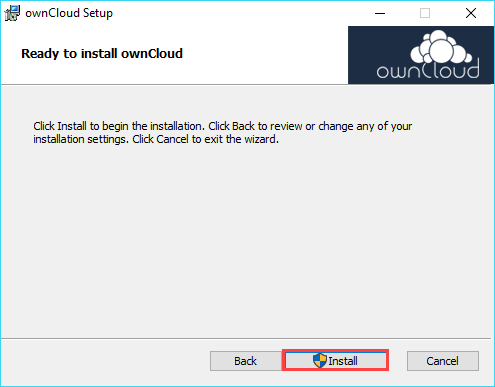 ownCloud Setup
Ready to install ownCloud
ownCloud
Click Install to begin the installation. Click Back to review or change any of your
installation settings. Click Cancel to exit the wizard.
Back
Install
Cancel